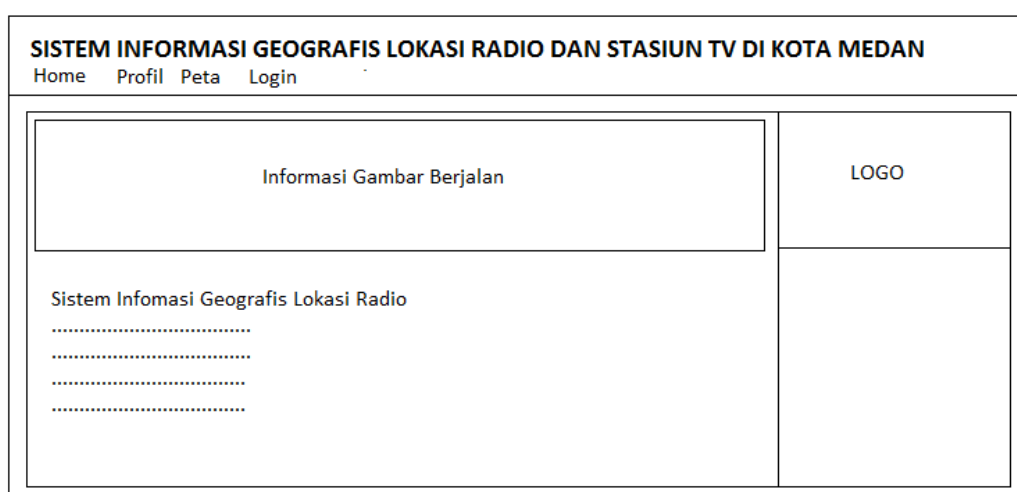 SISTEM INFORMASI GEOGRAFIS LOKASI RADIO DAN STASIUN TV DI KOTA MEDAN
Home Profil Peta Login
Informasi Gambar Berjalan
LOGO
Sistem Infomasi Geografis Lokasi Radio
....................................
....................................
...................................
...................................